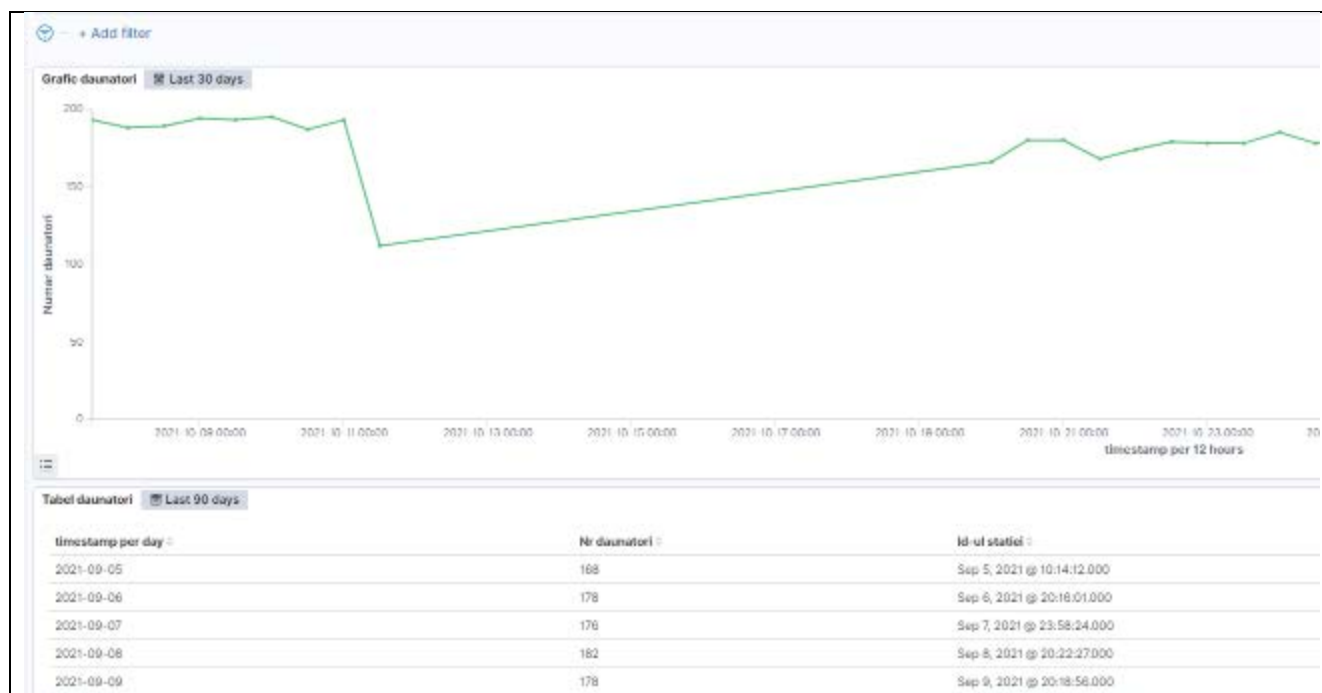 + Add filter
Grafic daunatori Last 30 days
200
150
100
50
0
Numar daunatori
2021-10-09 00:00 2021-10-11 00:00 2021-10-13 00:00 2021-10-15 00:00 2021-10-17 00:00 2021-10-19 00:00 2021-10-21 00:00 2021-10-23 00:00 20
timestamp per 12 hours
Tabel daunatori Last 90 days
timestamp per day Nr daunatori Id-ul statiei
2021-09-05 168 Sep 5, 2021 @ 10:14:12.000
2021-09-06 178 Sep 6, 2021 @ 20:16:01.000
2021-09-07 176 Sep 7, 2021 @ 23:58:24.000
2021-09-08 182 Sep 8, 2021 @ 20:22:27.000
2021-09-09 178 Sep 9, 2021 @ 20:18:56.000